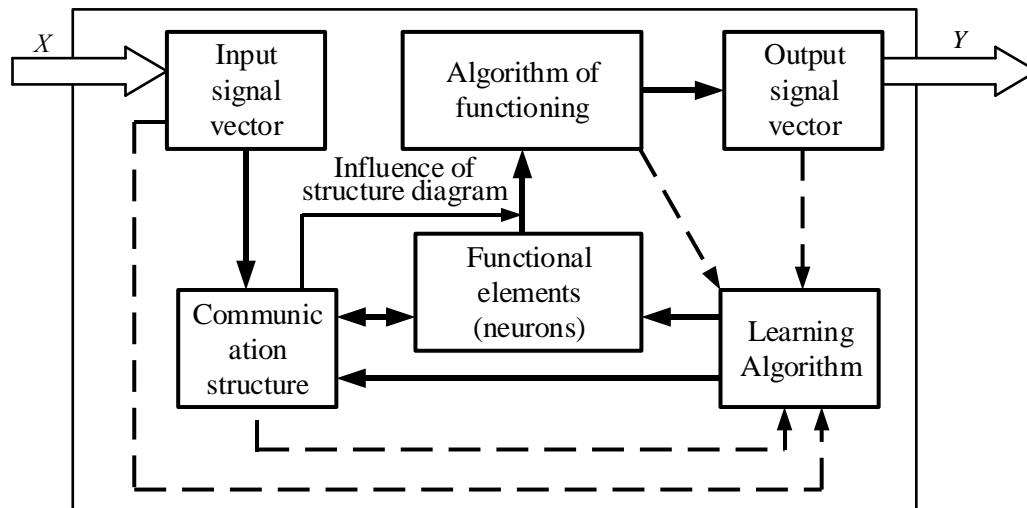 X
Input
signal
vector
Algorithm of
functioning
Output
signal
vector
Y
Influence of
structure diagram
Communic
ation
structure
Functional
elements
(neurons)
Learning
Algorithm